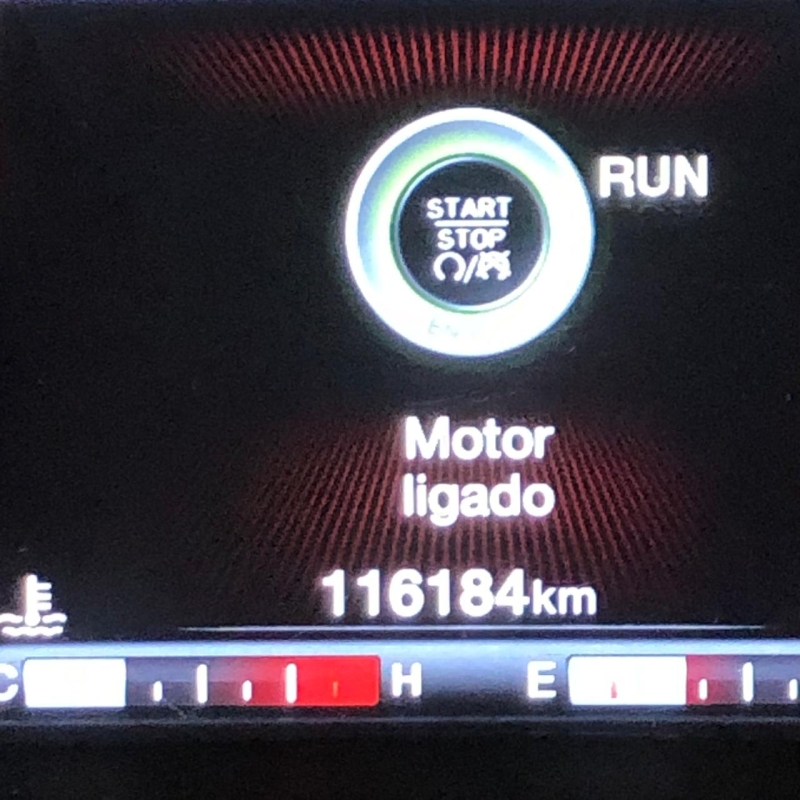 RUN
START
STOP
Motor
ligado
116184km
C H E